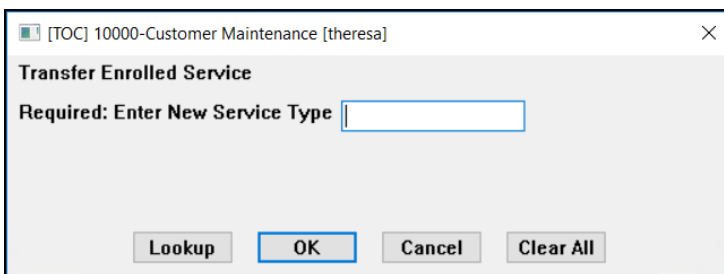 [TOC] 10000-Customer Maintenance [theresa]
Transfer Enrolled Service
Required: Enter New Service Type
Lookup OK Cancel Clear All